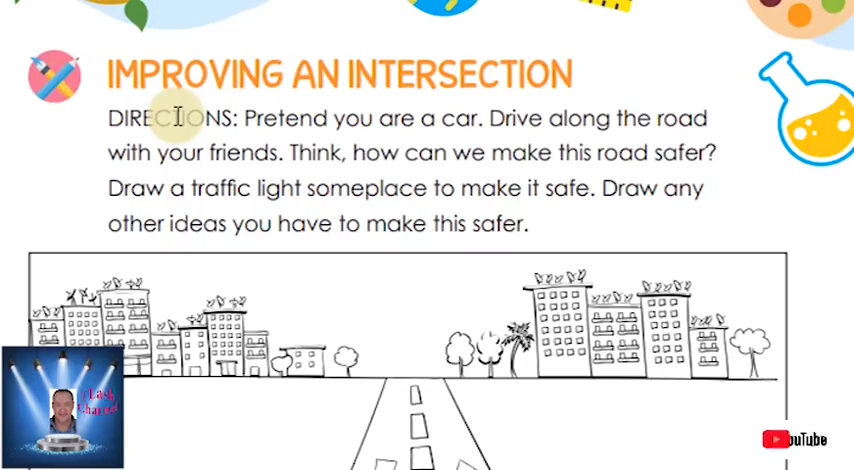 IMPROVING AN INTERSECTION
DIRECTIONS: Pretend you are a car. Drive along the road
with your friends. Think, how can we make this road safer?
Draw a traffic light someplace to make it safe. Draw any
other ideas you have to make this safer.